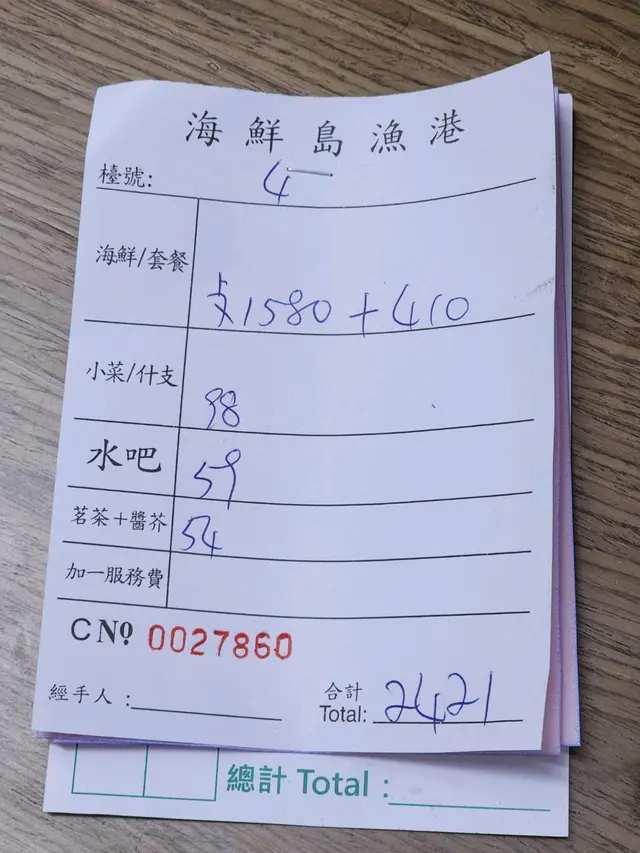 海鮮島漁港
檯號: 4
海鮮/套餐 1580 + 410
小菜/什支 98
水吧 59
茗茶+醬芥 54
加一服務費
C Nº 0027860
經手人:
合計 Total: 2421
總計 Total: